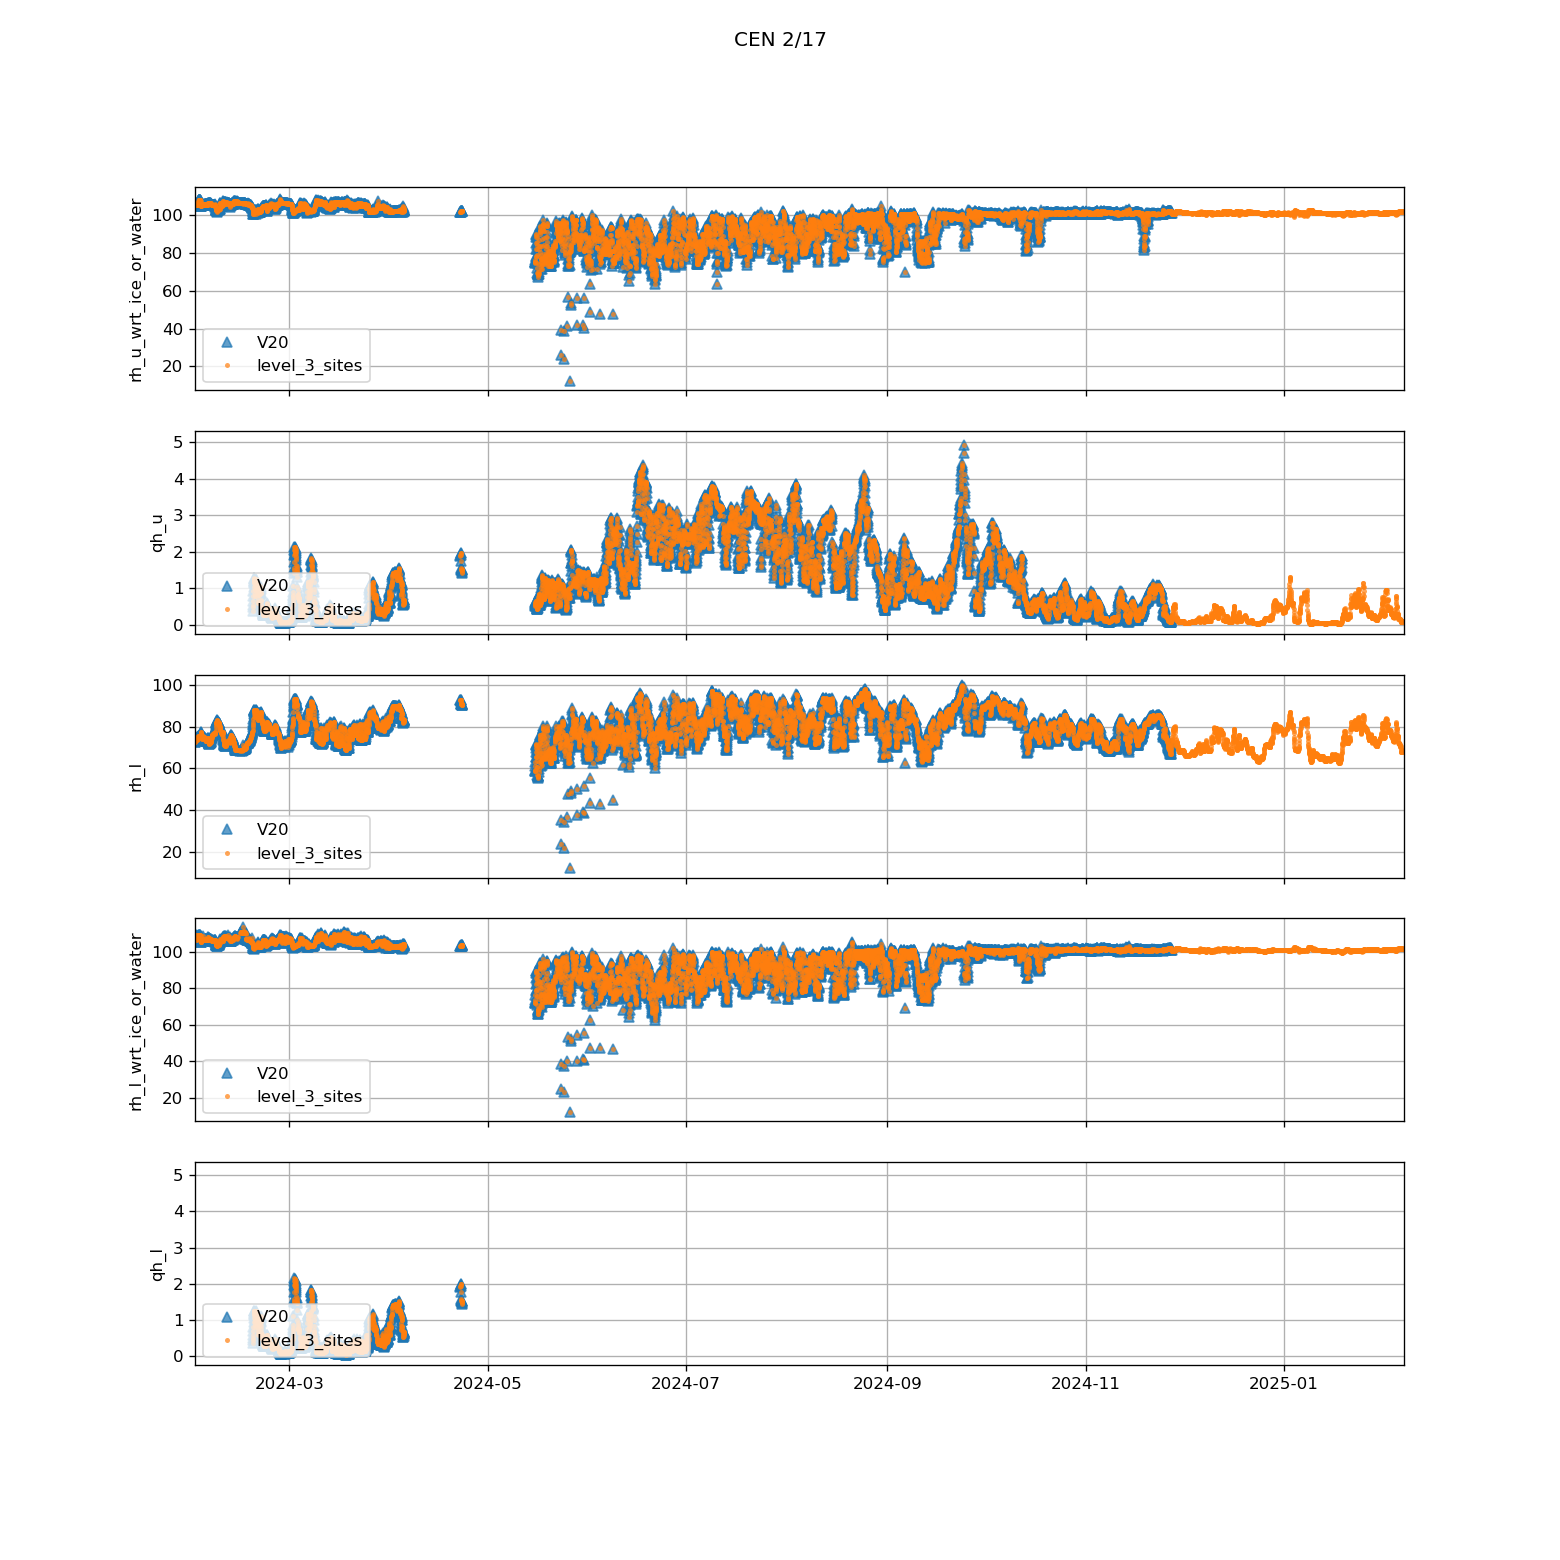 CEN 2/17
rh_u_wrt_ice_or_water
100
80
60
40
20
V20
level_3_sites
qh_u
5
4
3
2
1
0
V20
level_3_sites
rh_l
100
80
60
40
20
V20
level_3_sites
rh_l_wrt_ice_or_water
100
80
60
40
20
V20
level_3_sites
qh_l
5
4
3
2
1
0
V20
level_3_sites
2024-03 2024-05 2024-07 2024-09 2024-11 2025-01